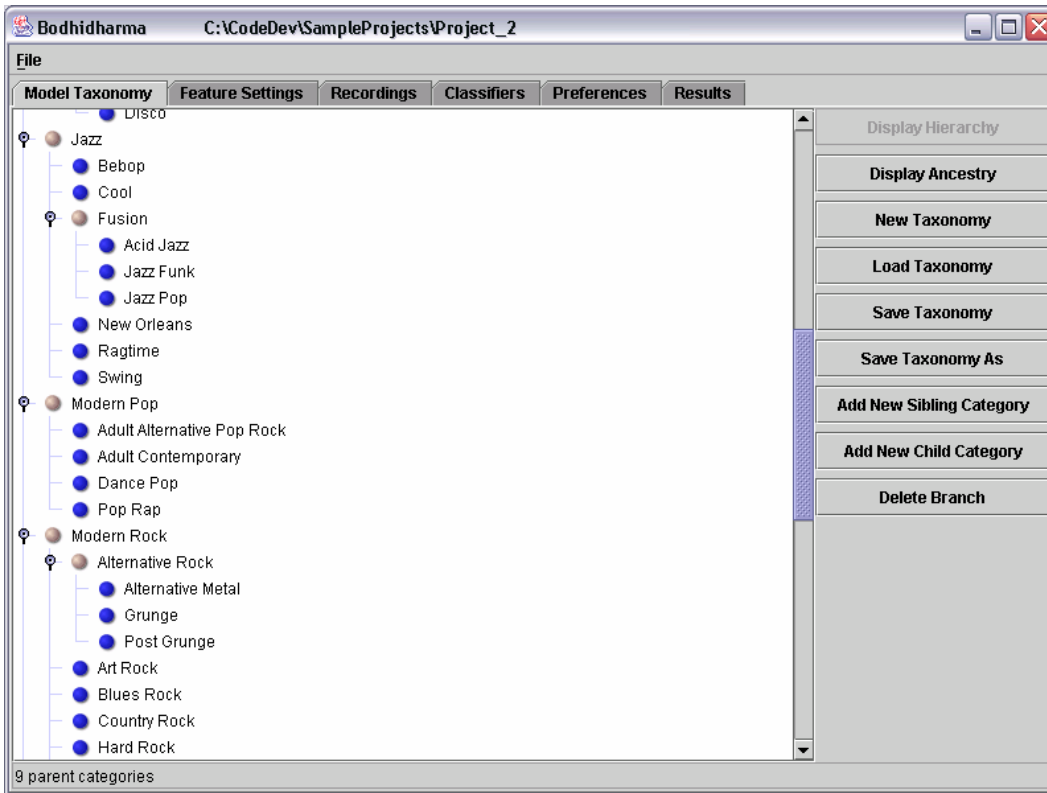 Bodhidharma C:\CodeDev\SampleProjects\Project_2
File
Model Taxonomy Feature Settings Recordings Classifiers Preferences Results
Disco
Jazz
Bebop
Cool
Fusion
Acid Jazz
Jazz Funk
Jazz Pop
New Orleans
Ragtime
Swing
Modern Pop
Adult Alternative Pop Rock
Adult Contemporary
Dance Pop
Pop Rap
Modern Rock
Alternative Rock
Alternative Metal
Grunge
Post Grunge
Art Rock
Blues Rock
Country Rock
Hard Rock
Display Hierarchy
Display Ancestry
New Taxonomy
Load Taxonomy
Save Taxonomy
Save Taxonomy As
Add New Sibling Category
Add New Child Category
Delete Branch
9 parent categories